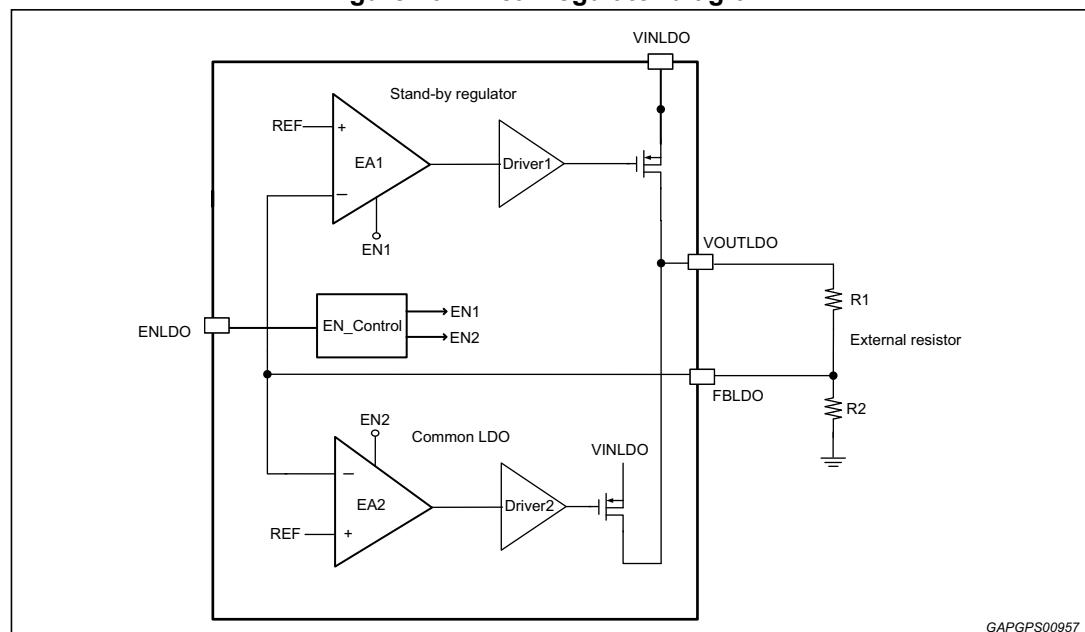 VINLDO
Stand-by regulator
REF
+
EA1
Driver1
−
EN1
VOUTLDO
R1
EN_Control
EN1
EN2
ENLDO
External resistor
FBLDO
R2
EN2
Common LDO
VINLDO
−
EA2
Driver2
REF
+
GAPGPS00957